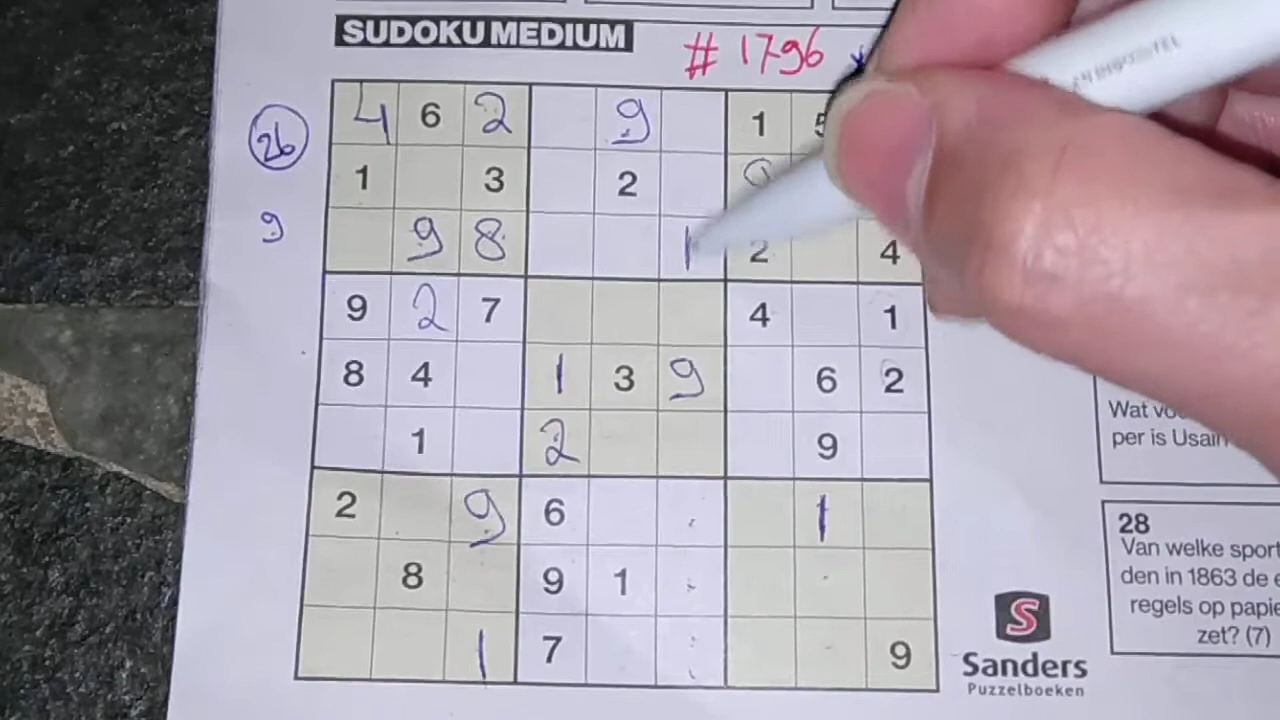 SUDOKU MEDIUM # 1796
26
9
4 6 2 9 1 5
1 3 2 9
9 8 1 2 4
9 2 7 4 1
8 4 1 3 9 6 2
1 2 9
2 9 6 1
8 9 1
1 7 9
S
Sanders
Puzzelboeken
per is Usain
28
Van welke sport
den in 1863 de
regels op papie
zet? (7)